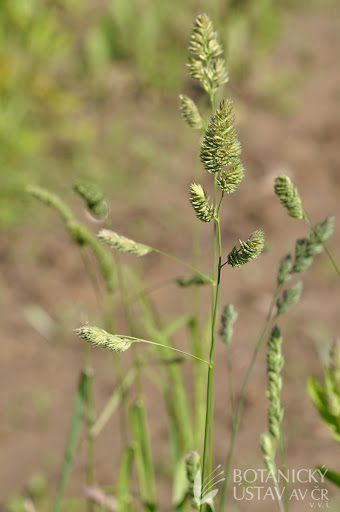 BOTANICKÝ
ÚSTAV AV ČR
v. v. i.